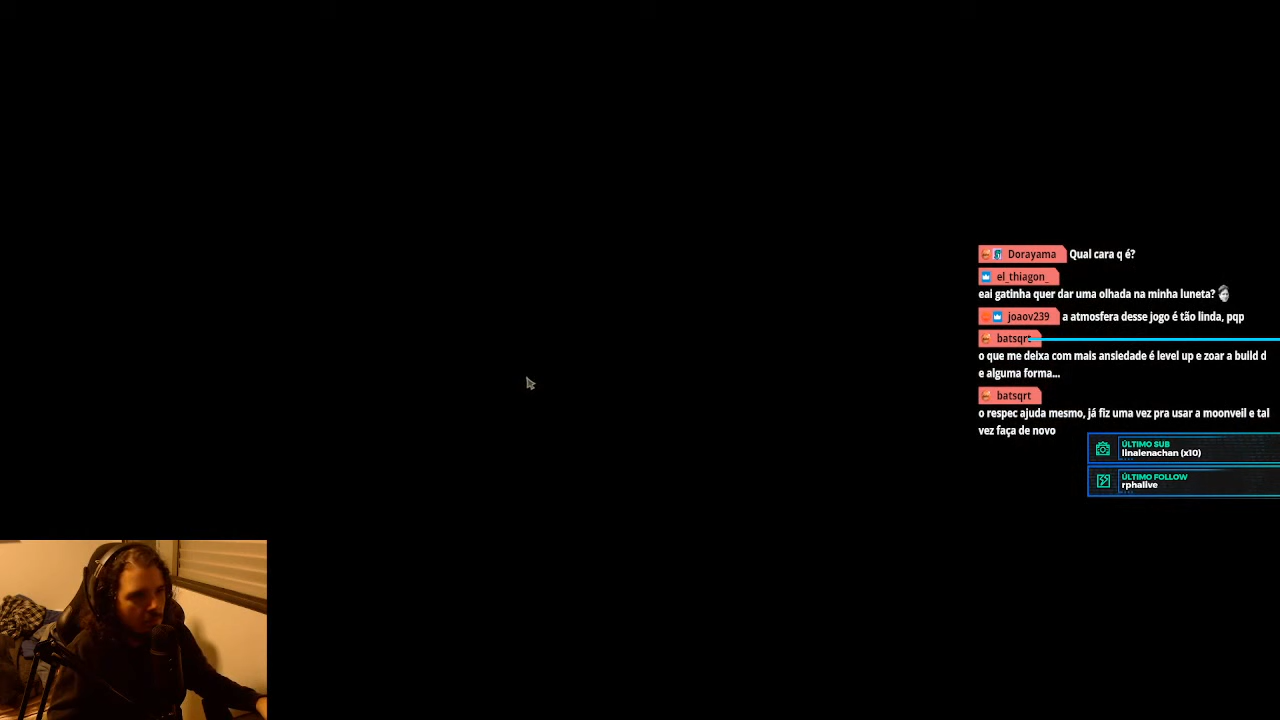 Dorayama Qual cara q é?
el_thiagon_
eai gatinha quer dar uma olhada na minha luneta?
joaov239 a atmosfera desse jogo é tão linda, pqp
batsqrt
o que me deixa com mais ansiedade é level up e zoar a build d
e alguma forma...
batsqrt
o respec ajuda mesmo, já fiz uma vez pra usar a moonveil e tal
vez faça de novo
ÚLTIMO SUB
linalenachan (x10)
ÚLTIMO FOLLOW
rphalive